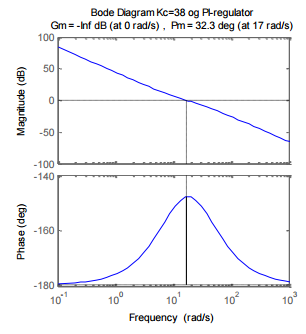 Bode Diagram Kc=38 og PI-regulator
Gm = -Inf dB (at 0 rad/s) , Pm = 32.3 deg (at 17 rad/s)
100
50
0
-50
-100
Magnitude (dB)
-140
-160
-180
Phase (deg)
10^-1 10^0 10^1 10^2 10^3
Frequency (rad/s)